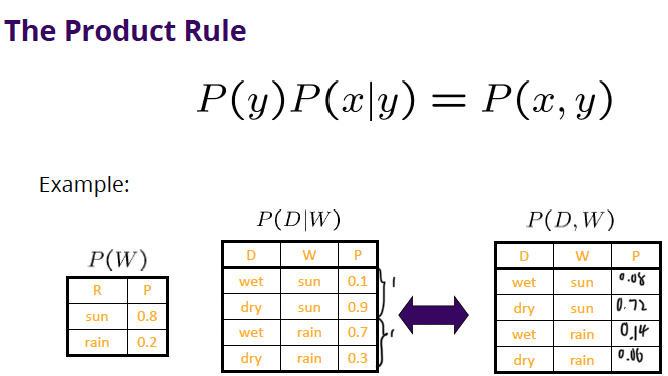 The Product Rule
P(y)P(x|y) = P(x, y)
Example:
P(W)
R P
sun 0.8
rain 0.2
P(D|W)
D W P
wet sun 0.1
dry sun 0.9
wet rain 0.7
dry rain 0.3
1
1
P(D, W)
D W P
wet sun 0.08
dry sun 0.72
wet rain 0.14
dry rain 0.06